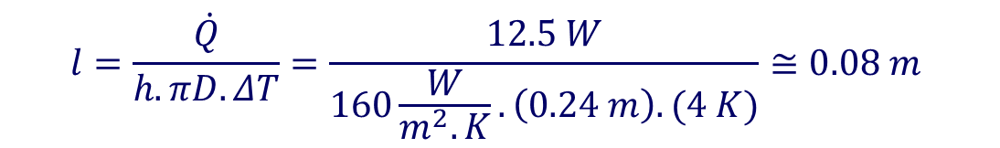 l = Q̇ / (h. πD. ΔT) = 12.5 W / (160 W/(m². K) . (0.24 m). (4 K)) ≅ 0.08 m